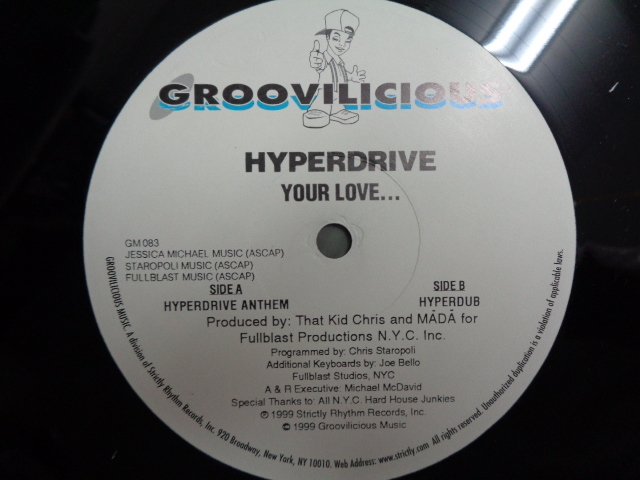 GROOVILICIOUS
HYPERDRIVE
YOUR LOVE...
GM 083
JESSICA MICHAEL MUSIC (ASCAP)
STAROPOLI MUSIC (ASCAP)
FULLBLAST MUSIC (ASCAP)
SIDE A
HYPERDRIVE ANTHEM
SIDE B
HYPERDUB
Produced by: That Kid Chris and MĀDĀ for
Fullblast Productions N.Y.C. Inc.
Programmed by: Chris Staropoli
Additional Keyboards by: Joe Bello
Fullblast Studios, NYC
A & R Executive: Michael McDavid
Special Thanks to: All N.Y.C. Hard House Junkies
℗ 1999 Strictly Rhythm Records, Inc.
© 1999 Groovilicious Music
GROOVILICIOUS MUSIC. A division of Strictly Rhythm Records, Inc. 920 Broadway, New York, NY 10010. Web Address: www.strictly.com All rights reserved. Unauthorized duplication is a violation of applicable laws.